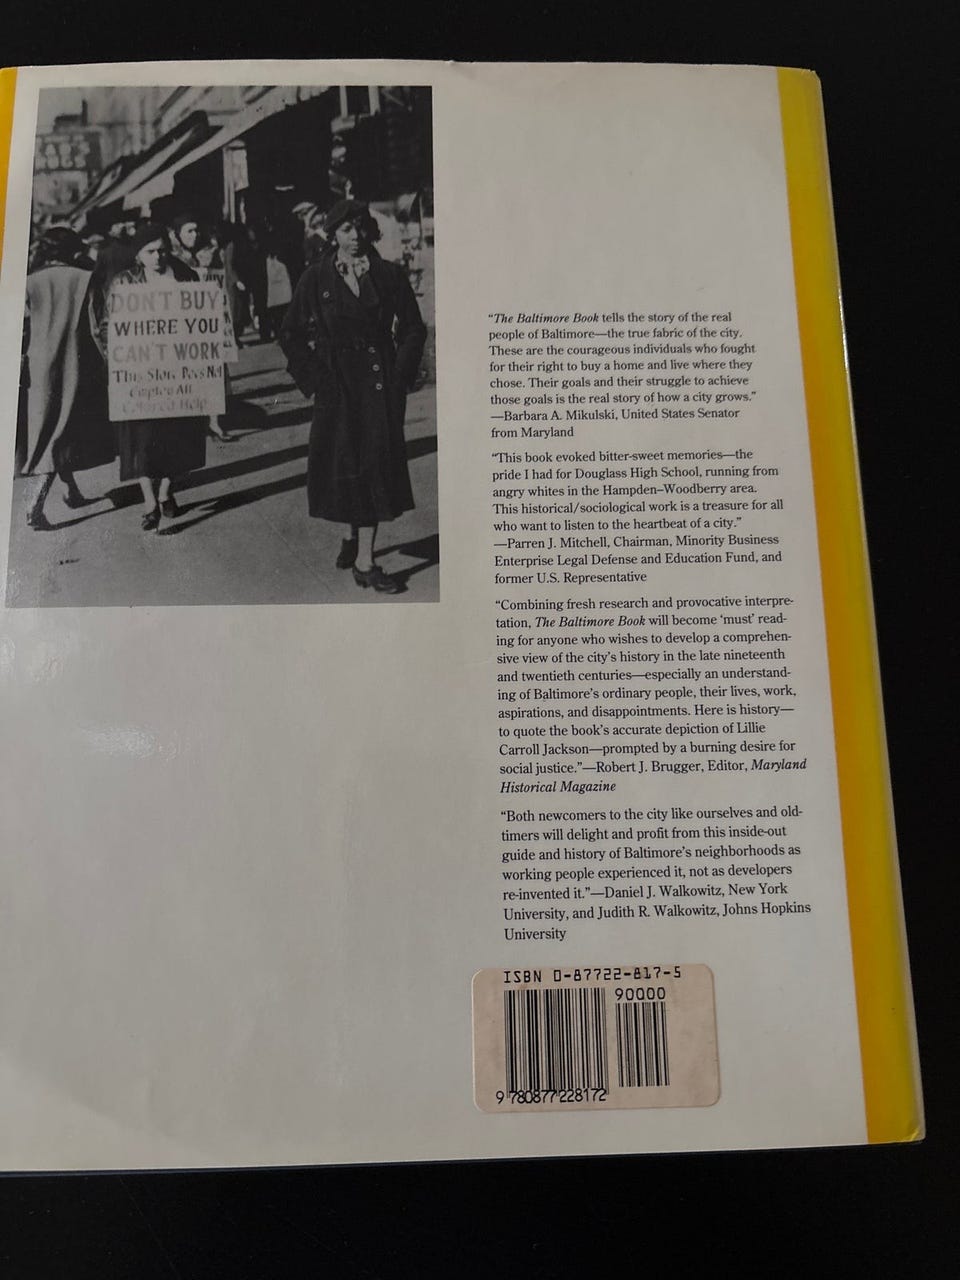 DON'T BUY
WHERE YOU
CAN'T WORK
This Store Does Not
Employ All
Colored Help
"The Baltimore Book tells the story of the real
people of Baltimore—the true fabric of the city.
These are the courageous individuals who fought
for their right to buy a home and live where they
chose. Their goals and their struggle to achieve
those goals is the real story of how a city grows."
—Barbara A. Mikulski, United States Senator
from Maryland
"This book evoked bitter-sweet memories—the
pride I had for Douglass High School, running from
angry whites in the Hampden–Woodberry area.
This historical/sociological work is a treasure for all
who want to listen to the heartbeat of a city."
—Parren J. Mitchell, Chairman, Minority Business
Enterprise Legal Defense and Education Fund, and
former U.S. Representative
"Combining fresh research and provocative interpre-
tation, The Baltimore Book will become 'must' read-
ing for anyone who wishes to develop a comprehen-
sive view of the city's history in the late nineteenth
and twentieth centuries—especially an understand-
ing of Baltimore's ordinary people, their lives, work,
aspirations, and disappointments. Here is history—
to quote the book's accurate depiction of Lillie
Carroll Jackson—prompted by a burning desire for
social justice."—Robert J. Brugger, Editor, Maryland
Historical Magazine
"Both newcomers to the city like ourselves and old-
timers will delight and profit from this inside-out
guide and history of Baltimore's neighborhoods as
working people experienced it, not as developers
re-invented it."—Daniel J. Walkowitz, New York
University, and Judith R. Walkowitz, Johns Hopkins
University
ISBN 0-87722-817-5
90000
9 780877 228172